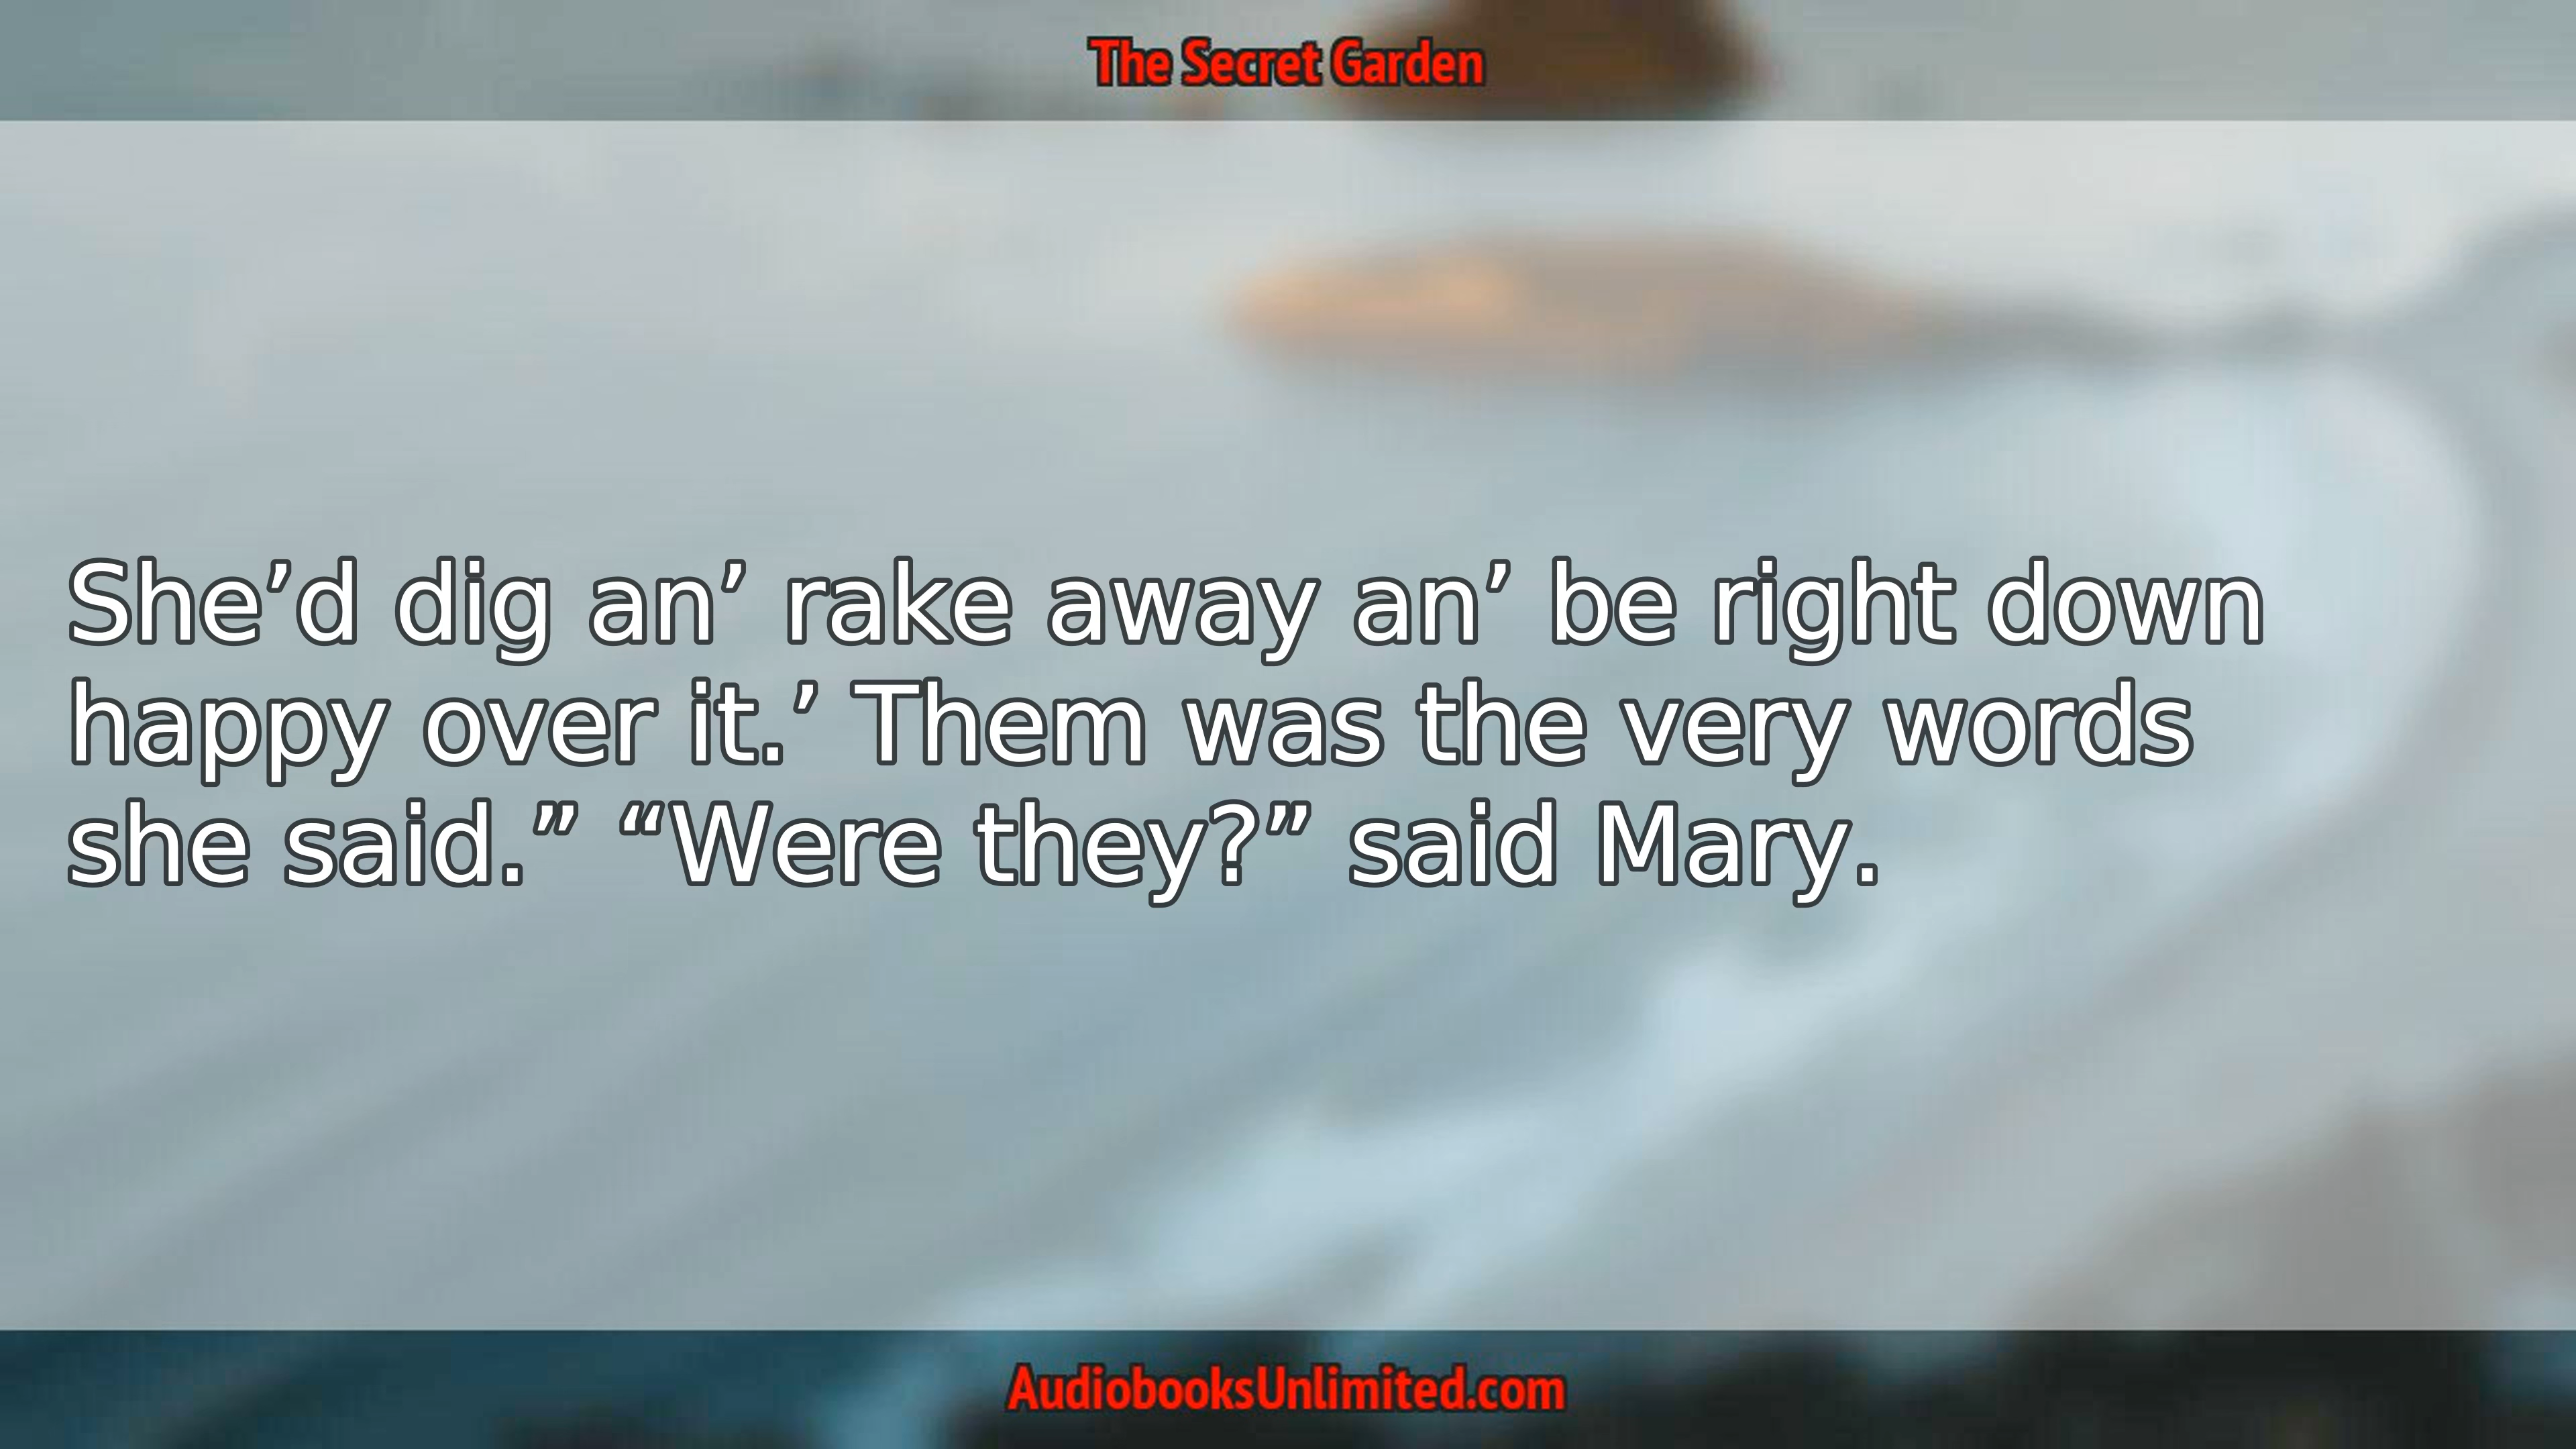 The Secret Garden
She’d dig an’ rake away an’ be right down
happy over it.’ Them was the very words
she said.” “Were they?” said Mary.
AudiobooksUnlimited.com